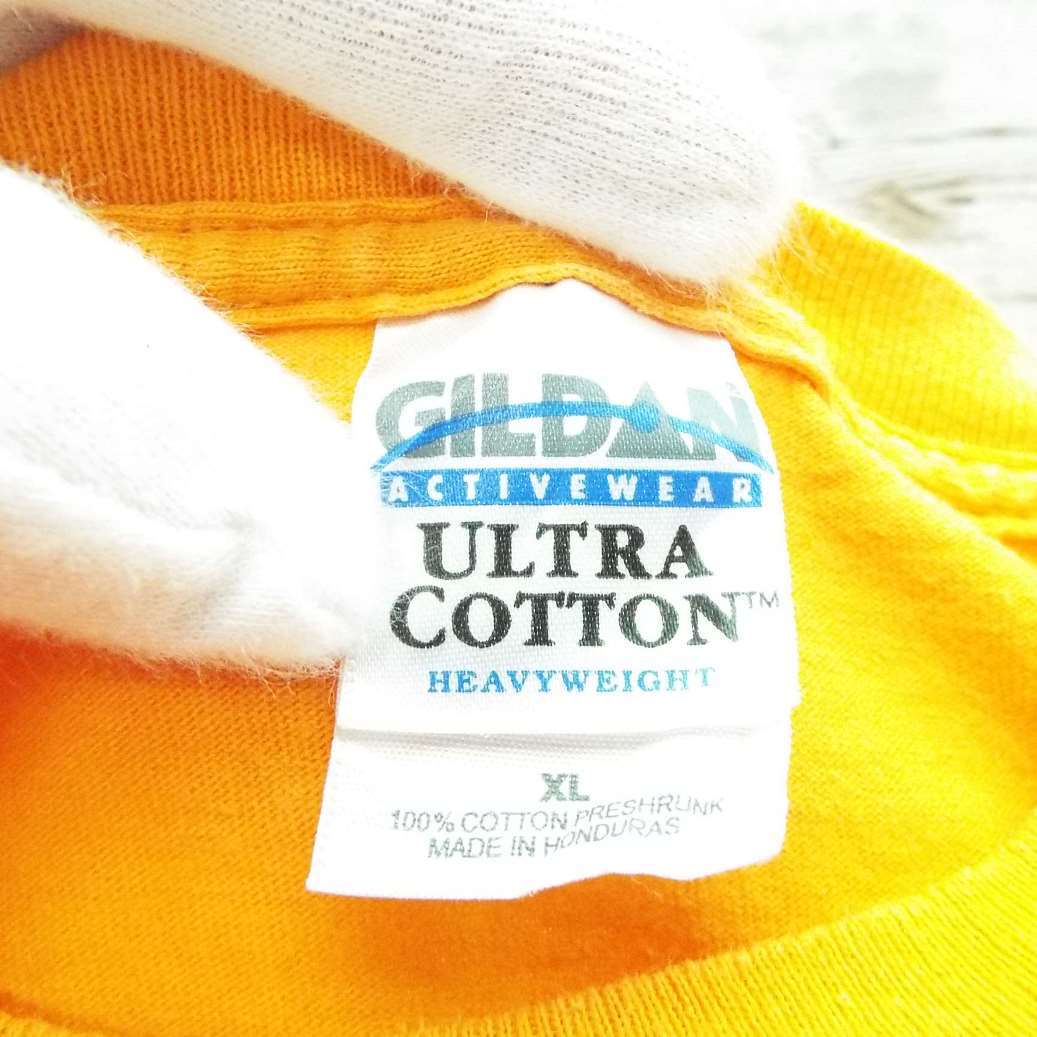 GILDAN
ACTIVEWEAR
ULTRA
COTTON™
HEAVYWEIGHT
XL
100% COTTON PRESHRUNK
MADE IN HONDURAS